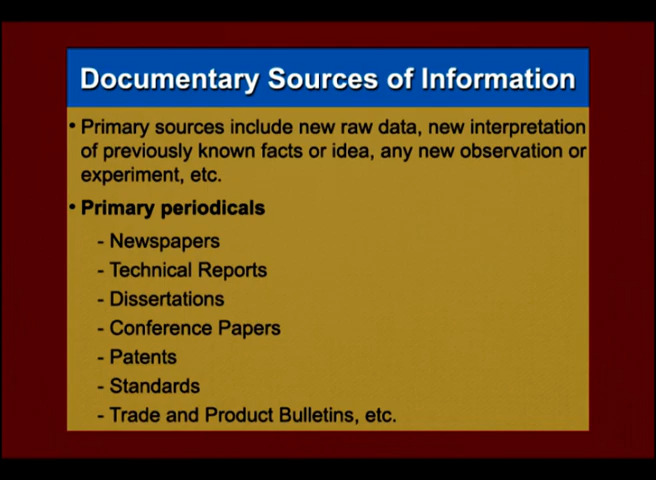 Documentary Sources of Information
• Primary sources include new raw data, new interpretation
of previously known facts or idea, any new observation or
experiment, etc.
• Primary periodicals
- Newspapers
- Technical Reports
- Dissertations
- Conference Papers
- Patents
- Standards
- Trade and Product Bulletins, etc.